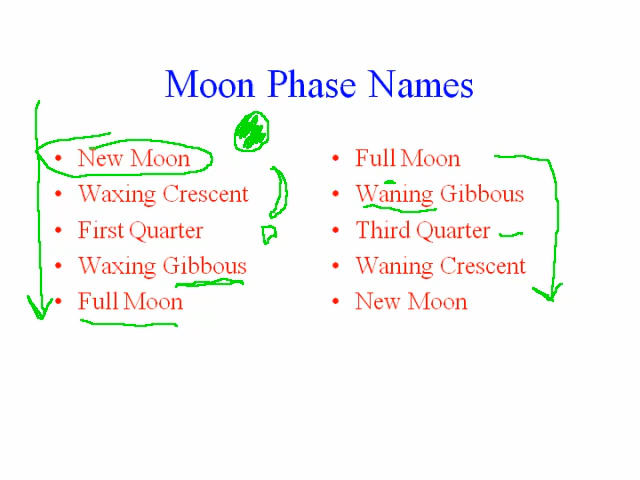 Moon Phase Names
• New Moon
• Waxing Crescent
• First Quarter
• Waxing Gibbous
• Full Moon
• Full Moon
• Waning Gibbous
• Third Quarter
• Waning Crescent
• New Moon